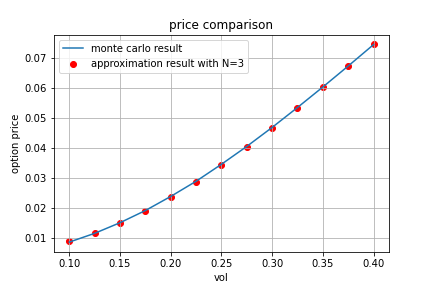 price comparison
monte carlo result
approximation result with N=3
option price
0.07
0.06
0.05
0.04
0.03
0.02
0.01
0.10 0.15 0.20 0.25 0.30 0.35 0.40
vol